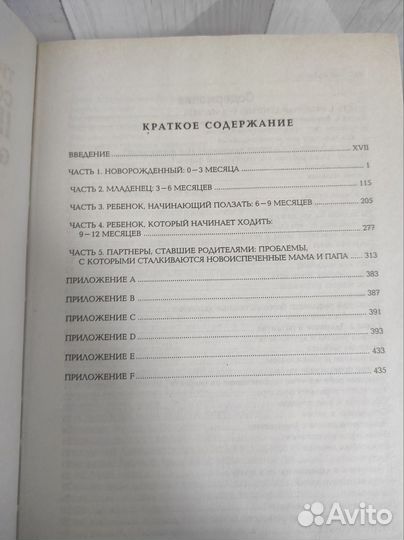 КРАТКОЕ СОДЕРЖАНИЕ
ВВЕДЕНИЕ XVII
ЧАСТЬ 1. НОВОРОЖДЕННЫЙ: 0–3 МЕСЯЦА 1
ЧАСТЬ 2. МЛАДЕНЕЦ: 3–6 МЕСЯЦЕВ 115
ЧАСТЬ 3. РЕБЕНОК, НАЧИНАЮЩИЙ ПОЛЗАТЬ: 6–9 МЕСЯЦЕВ 205
ЧАСТЬ 4. РЕБЕНОК, КОТОРЫЙ НАЧИНАЕТ ХОДИТЬ:
9–12 МЕСЯЦЕВ 277
ЧАСТЬ 5. ПАРТНЕРЫ, СТАВШИЕ РОДИТЕЛЯМИ: ПРОБЛЕМЫ,
С КОТОРЫМИ СТАЛКИВАЮТСЯ НОВОИСПЕЧЕННЫЕ МАМА И ПАПА 313
ПРИЛОЖЕНИЕ A 383
ПРИЛОЖЕНИЕ B 387
ПРИЛОЖЕНИЕ C 391
ПРИЛОЖЕНИЕ D 393
ПРИЛОЖЕНИЕ E 433
ПРИЛОЖЕНИЕ F 435
Avito